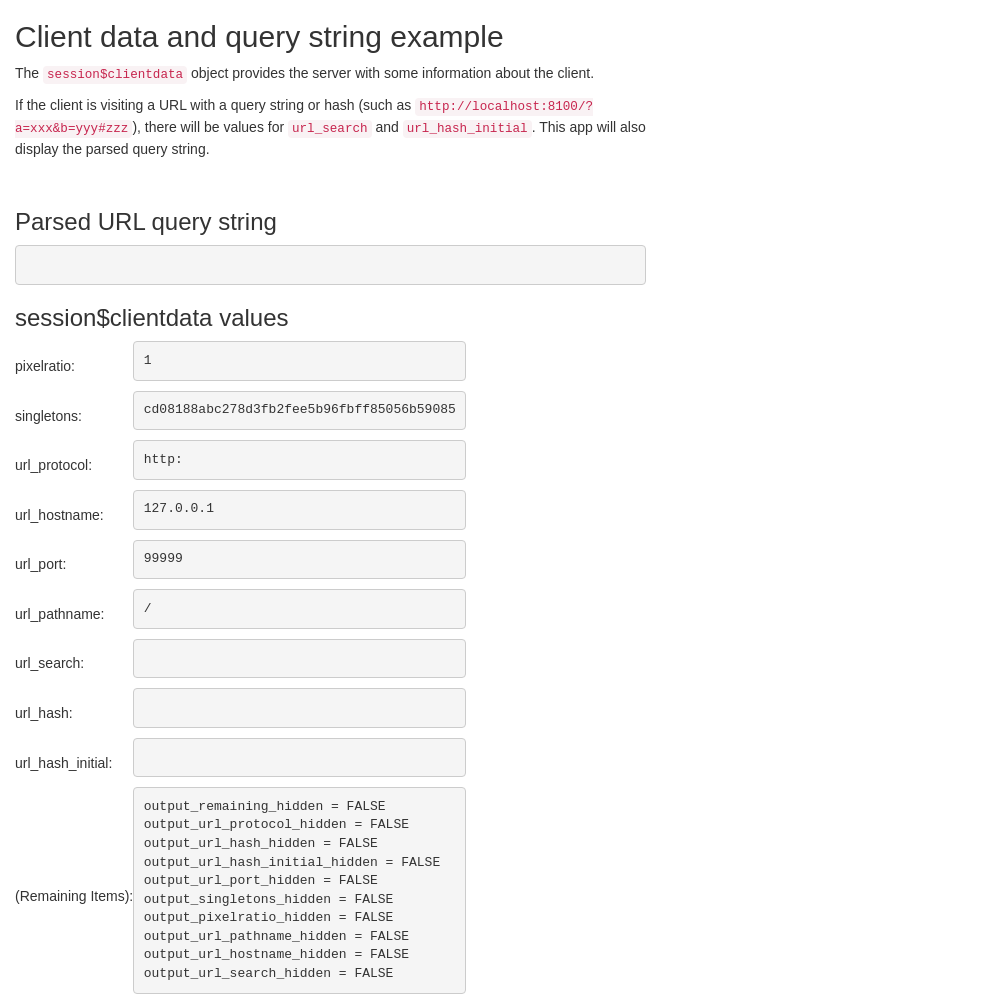 Client data and query string example
The session$clientdata object provides the server with some information about the client.
If the client is visiting a URL with a query string or hash (such as http://localhost:8100/?
a=xxx&b=yyy#zzz ), there will be values for url_search and url_hash_initial. This app will also
display the parsed query string.
Parsed URL query string
session$clientdata values
pixelratio: 1
singletons: cd08188abc278d3fb2fee5b96fbff85056b59085
url_protocol: http:
url_hostname: 127.0.0.1
url_port: 99999
url_pathname: /
url_search:
url_hash:
url_hash_initial:
(Remaining Items):
output_remaining_hidden = FALSE
output_url_protocol_hidden = FALSE
output_url_hash_hidden = FALSE
output_url_hash_initial_hidden = FALSE
output_url_port_hidden = FALSE
output_singletons_hidden = FALSE
output_pixelratio_hidden = FALSE
output_url_pathname_hidden = FALSE
output_url_hostname_hidden = FALSE
output_url_search_hidden = FALSE